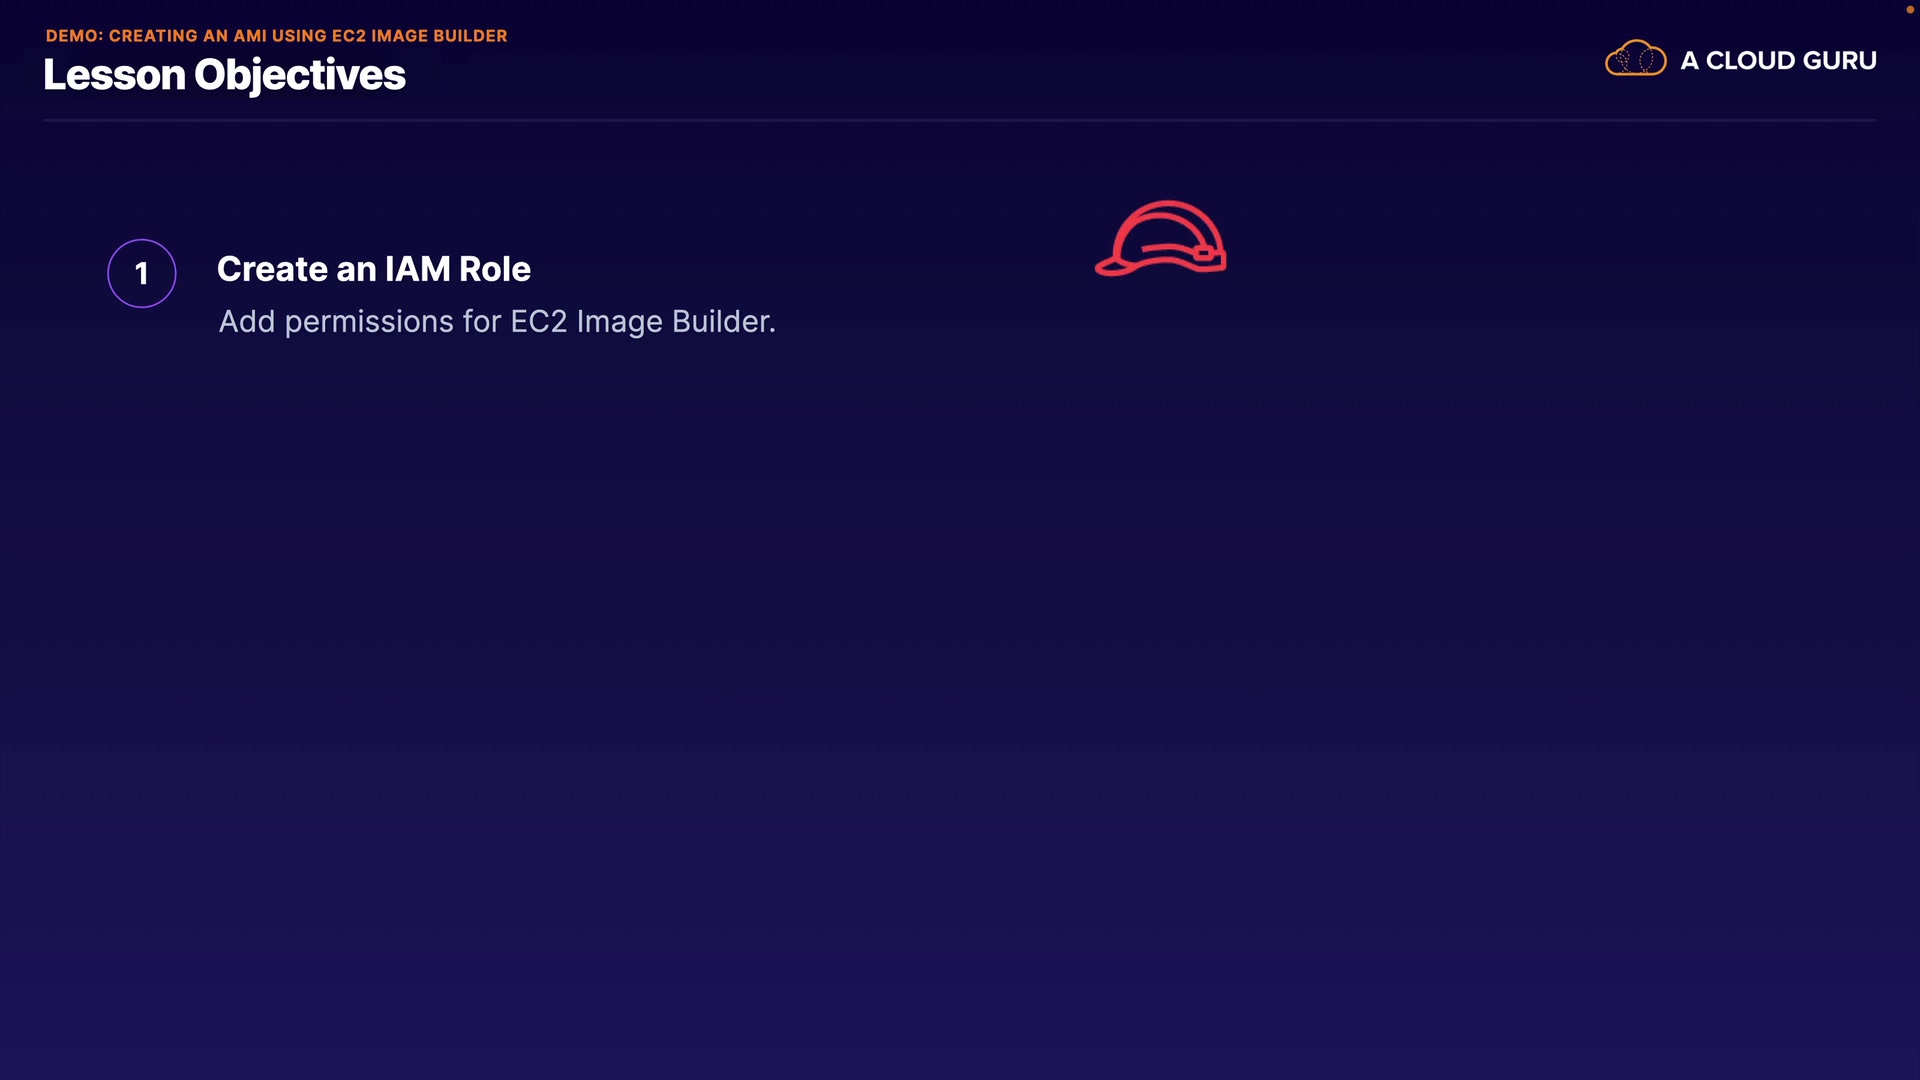 DEMO: CREATING AN AMI USING EC2 IMAGE BUILDER
Lesson Objectives
A CLOUD GURU
1
Create an IAM Role
Add permissions for EC2 Image Builder.